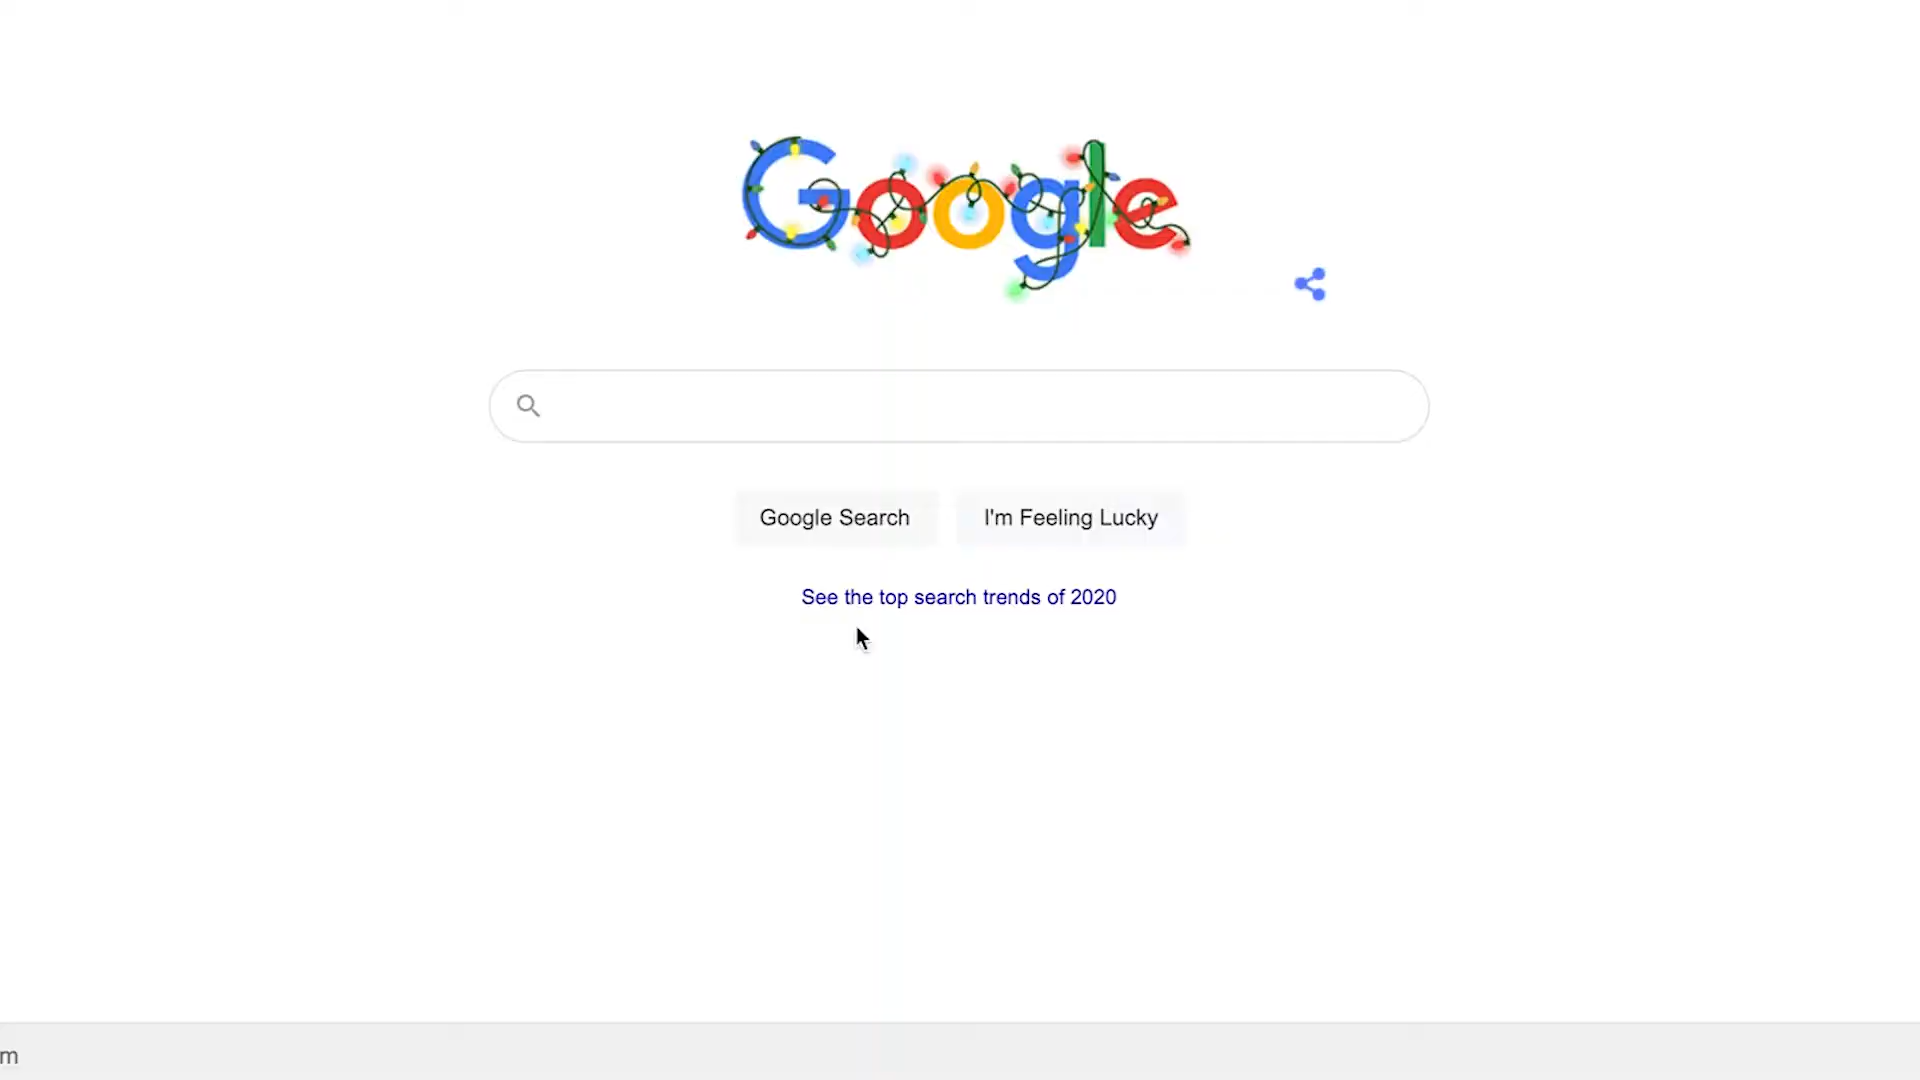 Google
Google Search
I'm Feeling Lucky
See the top search trends of 2020
m